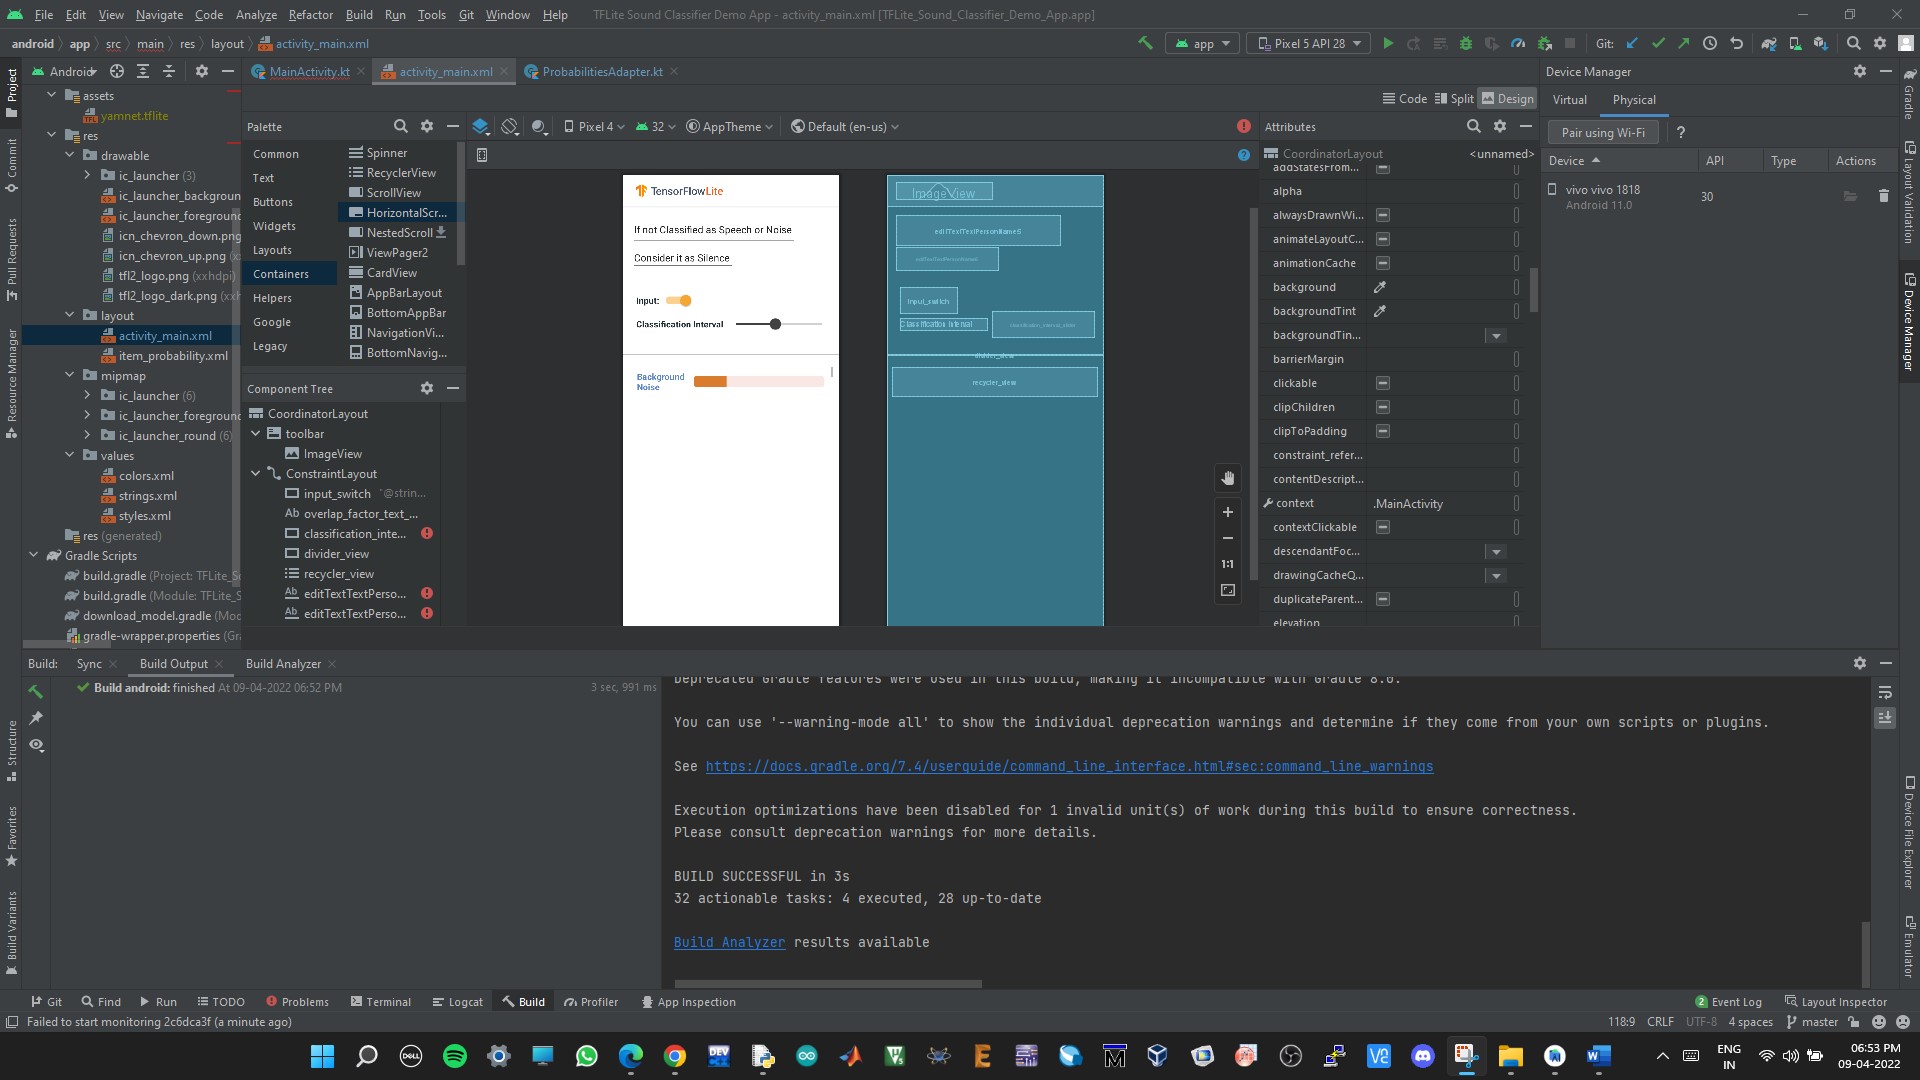 File Edit View Navigate Code Analyze Refactor Build Run Tools Git Window Help TFLite Sound Classifier Demo App - activity_main.xml [TFLite_Sound_Classifier_Demo_App.app]
android app src main res layout activity_main.xml app Pixel 5 API 28 Git:
Android MainActivity.kt activity_main.xml ProbabilitiesAdapter.kt Device Manager
Code Split Design
Virtual Physical
Pair using Wi-Fi ?
Device API Type Actions
vivo vivo 1818
Android 11.0
30
Project
Commit
Pull Requests
Resource Manager
Structure
Favorites
Build Variants
assets
yamnet.tflite
res
drawable
ic_launcher (3)
ic_launcher_backgroun
ic_launcher_foregroun
icn_chevron_down.png
icn_chevron_up.png (x
tfl2_logo.png (xxhdpi)
tfl2_logo_dark.png (xxh
layout
activity_main.xml
item_probability.xml
mipmap
ic_launcher (6)
ic_launcher_foregroun
ic_launcher_round (6)
values
colors.xml
strings.xml
styles.xml
res (generated)
Gradle Scripts
build.gradle (Project: TFLite_S
build.gradle (Module: TFLite_S
download_model.gradle (Mod
gradle-wrapper.properties (Gra
Palette
Common
Text
Buttons
Widgets
Layouts
Containers
Helpers
Google
Legacy
Spinner
RecyclerView
ScrollView
HorizontalScr...
NestedScroll
ViewPager2
CardView
AppBarLayout
BottomAppBar
NavigationVi...
BottomNavig...
Component Tree
CoordinatorLayout
toolbar
ImageView
ConstraintLayout
input_switch "@strin...
overlap_factor_text_...
classification_inte...
divider_view
recycler_view
editTextTextPerso...
editTextTextPerso...
Pixel 4 32 AppTheme Default (en-us)
TensorFlowLite
If not Classified as Speech or Noise
Consider it as Silence
Input:
Classification Interval
Background
Noise
ImageView
editTextTextPersonName5
input_switch
Classification Interval
classification_interval_slider
divider_view
recycler_view
1:1
Attributes
CoordinatorLayout <unnamed>
addStatesFrom...
alpha
alwaysDrawnWi...
animateLayoutC...
animationCache
background
backgroundTint
backgroundTin...
barrierMargin
clickable
clipChildren
clipToPadding
constraint_refer...
contentDescript...
context .MainActivity
contextClickable
descendantFoc...
drawingCacheQ...
duplicateParent...
elevation
Gradle
Layout Validation
Device Manager
Device File Explorer
Emulator
Build: Sync Build Output Build Analyzer
Build android: finished At 09-04-2022 06:52 PM 3 sec, 991 ms
Deprecated Gradle features were used in this build, making it incompatible with Gradle 8.0.
You can use '--warning-mode all' to show the individual deprecation warnings and determine if they come from your own scripts or plugins.
See https://docs.gradle.org/7.4/userguide/command_line_interface.html#sec:command_line_warnings
Execution optimizations have been disabled for 1 invalid unit(s) of work during this build to ensure correctness.
Please consult deprecation warnings for more details.
BUILD SUCCESSFUL in 3s
32 actionable tasks: 4 executed, 28 up-to-date
Build Analyzer results available
Git Find Run TODO Problems Terminal Logcat Build Profiler App Inspection 2 Event Log Layout Inspector
Failed to start monitoring 2c6dca3f (a minute ago) 118:9 CRLF UTF-8 4 spaces master
DELL DEV ENG
IN
06:53 PM
09-04-2022